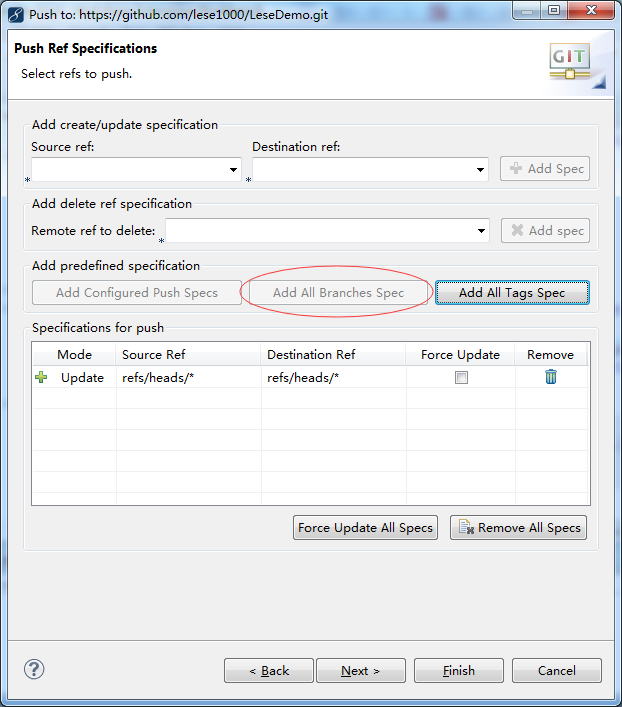 Push to: https://github.com/lese1000/LeseDemo.git
Push Ref Specifications
Select refs to push.
GIT
Add create/update specification
Source ref: Destination ref:
* * Add Spec
Add delete ref specification
Remote ref to delete: * Add spec
Add predefined specification
Add Configured Push Specs Add All Branches Spec Add All Tags Spec
Specifications for push
Mode Source Ref Destination Ref Force Update Remove
Update refs/heads/* refs/heads/*
Force Update All Specs Remove All Specs
? < Back Next > Finish Cancel